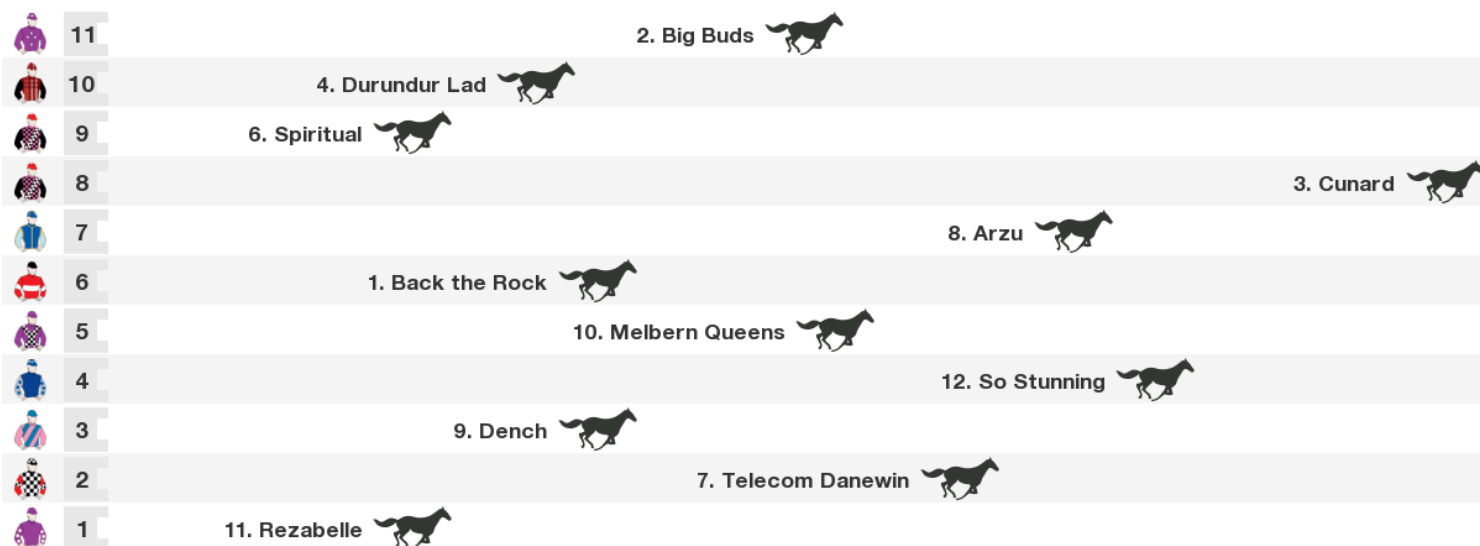 11 2. Big Buds
10 4. Durundur Lad
9 6. Spiritual
8 3. Cunard
7 8. Arzu
6 1. Back the Rock
5 10. Melbern Queens
4 12. So Stunning
3 9. Dench
2 7. Telecom Danewin
1 11. Rezabelle